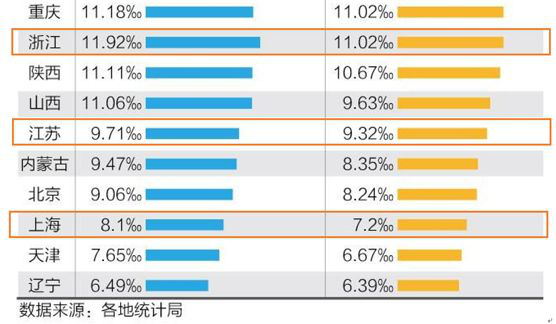 重庆 11.18‰ 11.02‰
浙江 11.92‰ 11.02‰
陕西 11.11‰ 10.67‰
山西 11.06‰ 9.63‰
江苏 9.71‰ 9.32‰
内蒙古 9.47‰ 8.35‰
北京 9.06‰ 8.24‰
上海 8.1‰ 7.2‰
天津 7.65‰ 6.67‰
辽宁 6.49‰ 6.39‰
数据来源：各地统计局